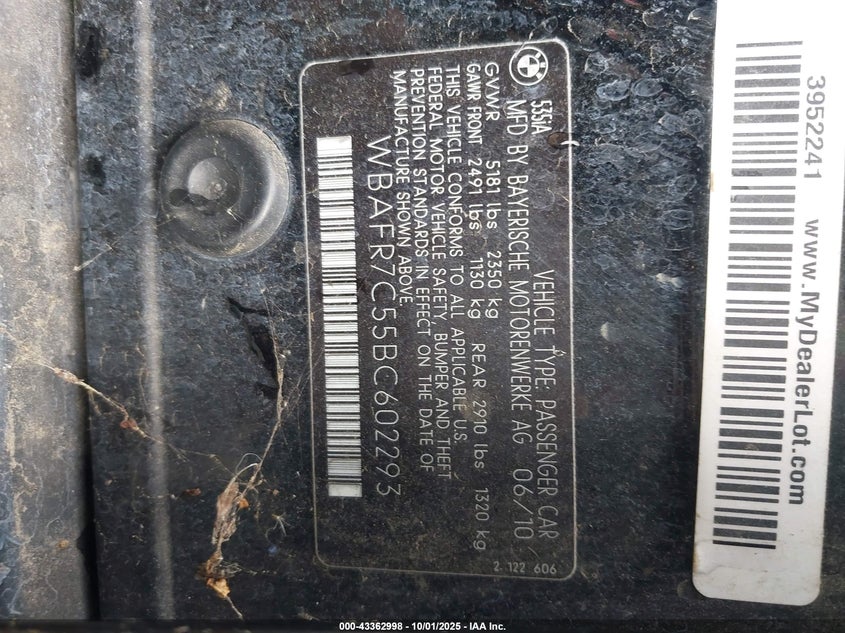 535iA
VEHICLE TYPE: PASSENGER CAR
MFD BY BAYERISCHE MOTORENWERKE AG 06/10
GVWR 5181 lbs 2350 kg
GAWR FRONT 2491 lbs 1130 kg REAR 2910 lbs 1320 kg
THIS VEHICLE CONFORMS TO ALL APPLICABLE U.S.
FEDERAL MOTOR VEHICLE SAFETY, BUMPER AND THEFT
PREVENTION STANDARDS IN EFFECT ON THE DATE OF
MANUFACTURE SHOWN ABOVE.
WBAFR7C55BC602293
2 122 606
3952241 www.MyDealerLot.com
000-43362998 - 10/01/2025 - IAA Inc.